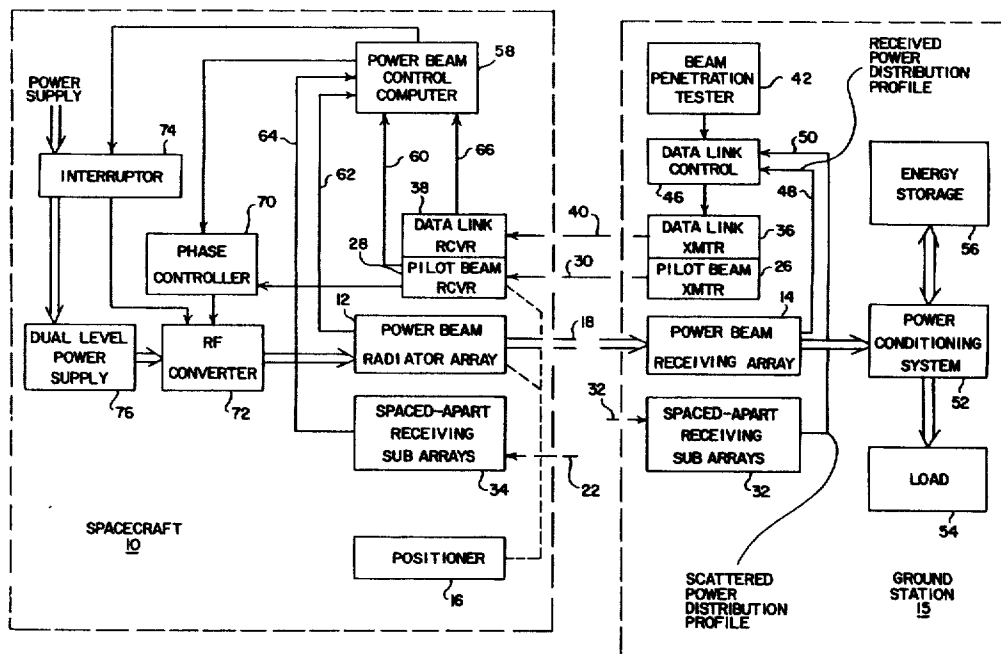 POWER
SUPPLY
74
INTERRUPTOR
70
PHASE
CONTROLLER
DUAL LEVEL
POWER
SUPPLY
76
RF
CONVERTER
72
POWER BEAM
CONTROL
COMPUTER
58
64
62
60
66
38
DATA LINK
RCVR
28
PILOT BEAM
RCVR
12
POWER BEAM
RADIATOR ARRAY
SPACED-APART
RECEIVING
SUB ARRAYS
34
22
SPACECRAFT
10
POSITIONER
16
40
30
18
BEAM
PENETRATION
TESTER
42
RECEIVED
POWER
DISTRIBUTION
PROFILE
DATA LINK
CONTROL
46
50
48
DATA LINK
XMTR
36
PILOT BEAM
XMTR
26
14
POWER BEAM
RECEIVING ARRAY
32
SPACED-APART
RECEIVING
SUB ARRAYS
32
ENERGY
STORAGE
56
POWER
CONDITIONING
SYSTEM
52
LOAD
54
SCATTERED
POWER
DISTRIBUTION
PROFILE
GROUND
STATION
15